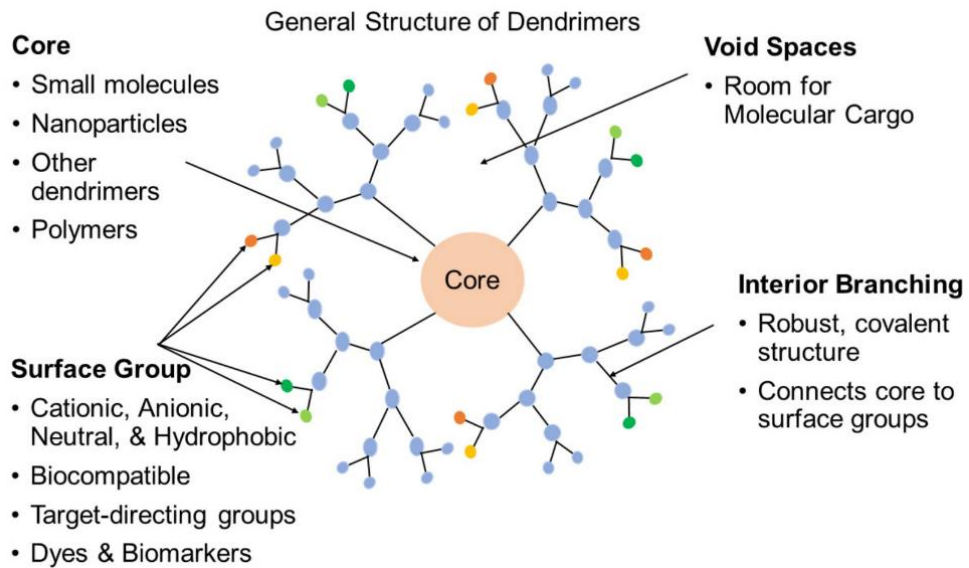 General Structure of Dendrimers
Core
• Small molecules
• Nanoparticles
• Other
dendrimers
• Polymers
Void Spaces
• Room for
Molecular Cargo
Core
Interior Branching
• Robust, covalent
structure
• Connects core to
surface groups
Surface Group
• Cationic, Anionic,
Neutral, & Hydrophobic
• Biocompatible
• Target-directing groups
• Dyes & Biomarkers